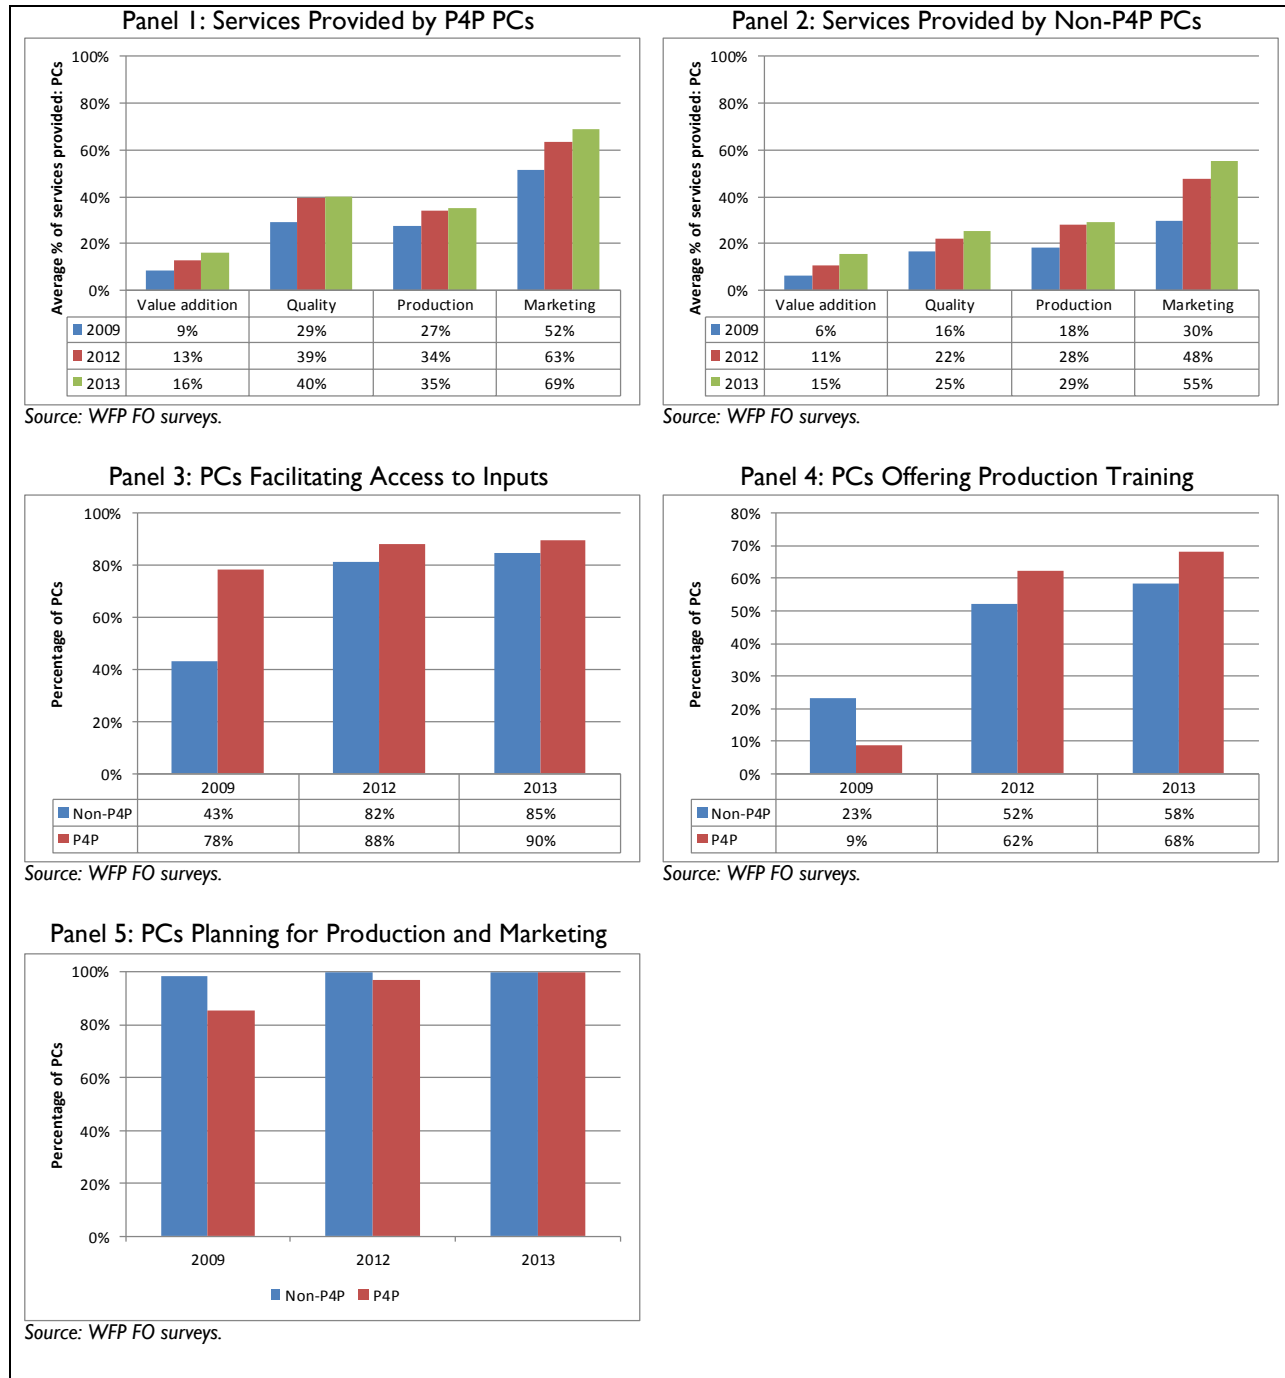 Panel 1: Services Provided by P4P PCs
Average % of services provided: PCs
100%
80%
60%
40%
20%
0%
Value addition Quality Production Marketing
2009 9% 29% 27% 52%
2012 13% 39% 34% 63%
2013 16% 40% 35% 69%
Source: WFP FO surveys.
Panel 2: Services Provided by Non-P4P PCs
Average % of services provided: PCs
100%
80%
60%
40%
20%
0%
Value addition Quality Production Marketing
2009 6% 16% 18% 30%
2012 11% 22% 28% 48%
2013 15% 25% 29% 55%
Source: WFP FO surveys.
Panel 3: PCs Facilitating Access to Inputs
Percentage of PCs
100%
80%
60%
40%
20%
0%
2009 2012 2013
Non-P4P 43% 82% 85%
P4P 78% 88% 90%
Source: WFP FO surveys.
Panel 4: PCs Offering Production Training
Percentage of PCs
80%
70%
60%
50%
40%
30%
20%
10%
0%
2009 2012 2013
Non-P4P 23% 52% 58%
P4P 9% 62% 68%
Source: WFP FO surveys.
Panel 5: PCs Planning for Production and Marketing
Percentage of PCs
100%
80%
60%
40%
20%
0%
2009 2012 2013
Non-P4P P4P
Source: WFP FO surveys.